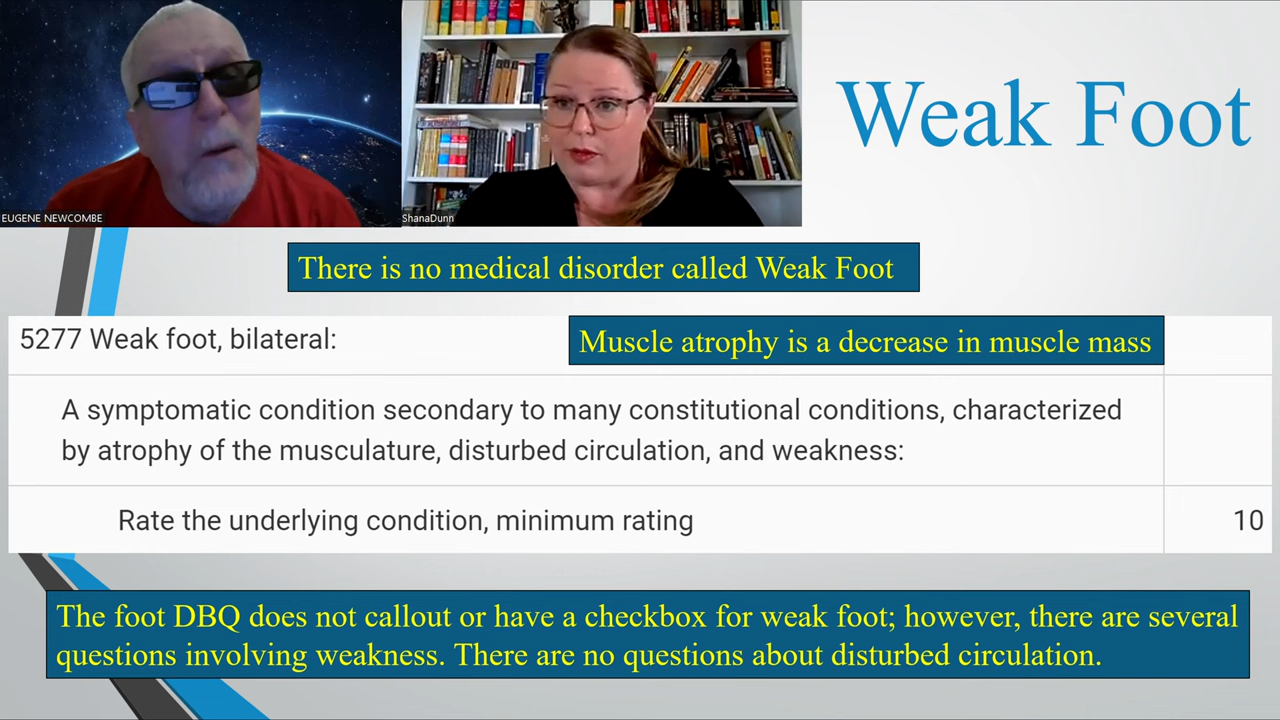 Weak Foot
EUGENE NEWCOMBE
ShanaDunn
There is no medical disorder called Weak Foot
5277 Weak foot, bilateral:
Muscle atrophy is a decrease in muscle mass
A symptomatic condition secondary to many constitutional conditions, characterized
by atrophy of the musculature, disturbed circulation, and weakness:
Rate the underlying condition, minimum rating
10
The foot DBQ does not callout or have a checkbox for weak foot; however, there are several
questions involving weakness. There are no questions about disturbed circulation.